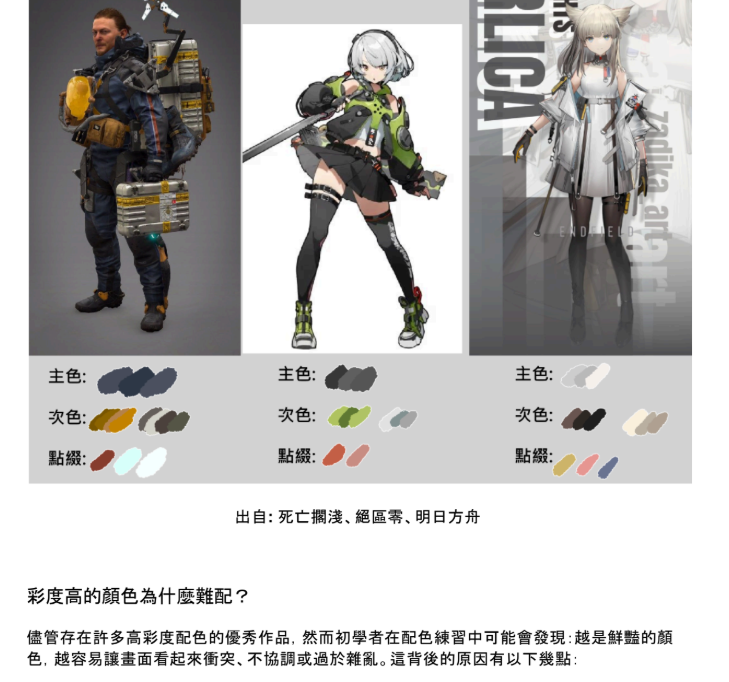 RLICA
zadika art
ENDFIELD
art
主色:
次色:
點綴:
主色:
次色:
點綴:
主色:
次色:
點綴:
出自: 死亡擱淺、絕區零、明日方舟
彩度高的顏色為什麼難配？
儘管存在許多高彩度配色的優秀作品, 然而初學者在配色練習中可能會發現: 越是鮮豔的顏
色, 越容易讓畫面看起來衝突、不協調或過於雜亂。這背後的原因有以下幾點: